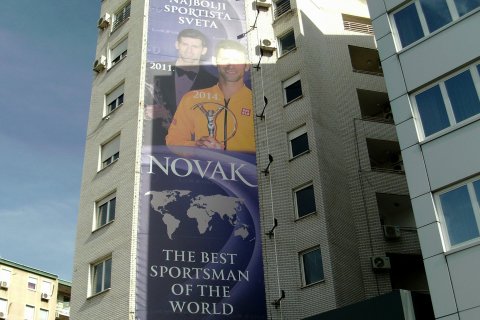 NAJBOLJI
SPORTISTA
SVETA
2011
2014
NOVAK
THE BEST
SPORTSMAN
OF THE
WORLD